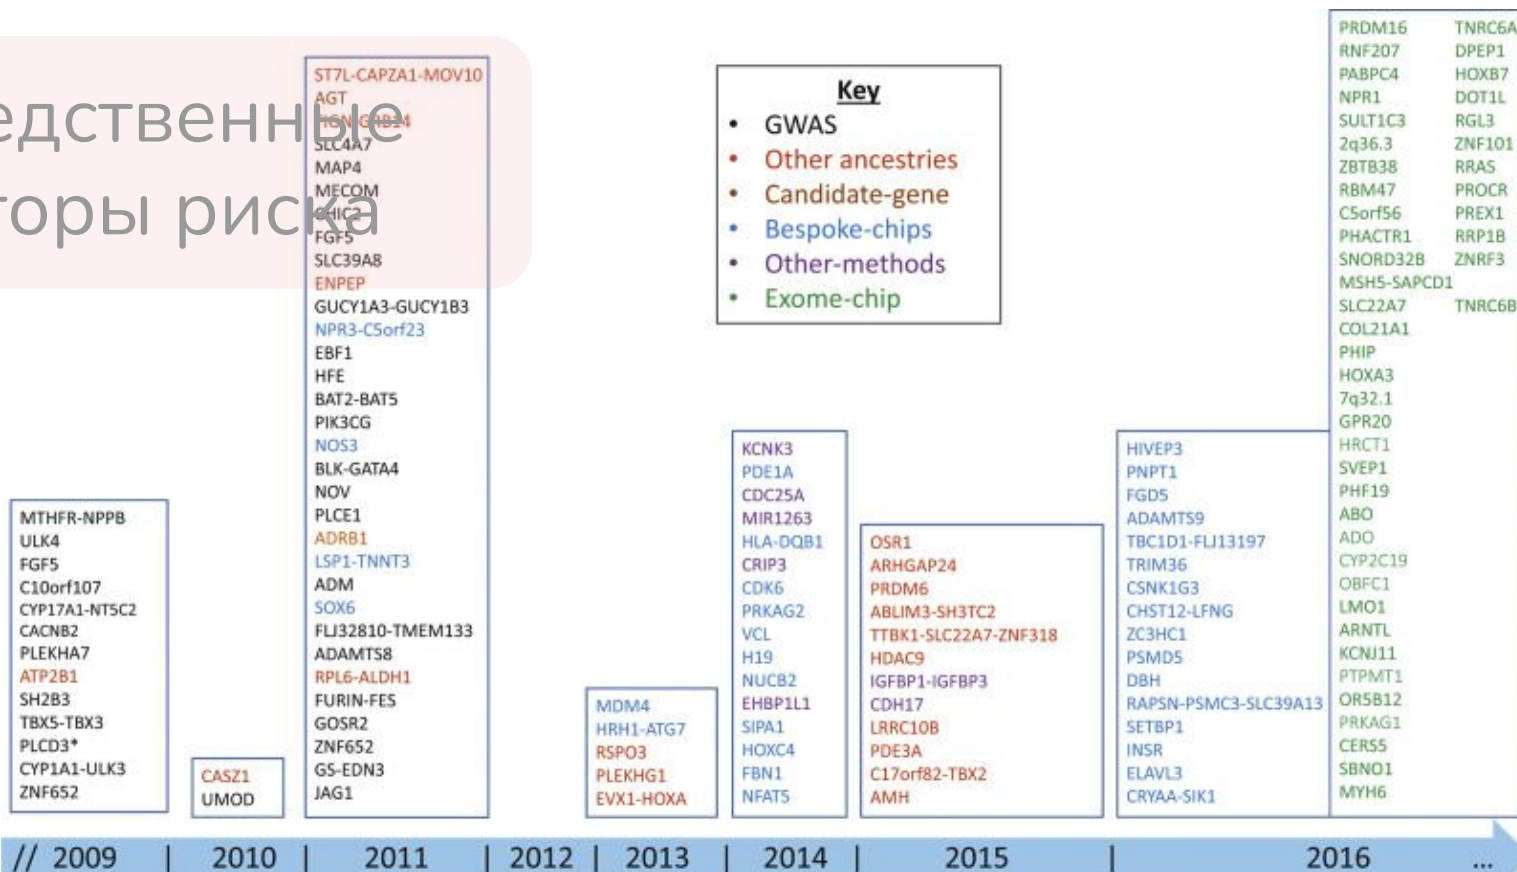 едственные
торы риска
Key
• GWAS
• Other ancestries
• Candidate-gene
• Bespoke-chips
• Other-methods
• Exome-chip
MTHFR-NPPB
ULK4
FGF5
C10orf107
CYP17A1-NT5C2
CACNB2
PLEKHA7
ATP2B1
SH2B3
TBX5-TBX3
PLCD3*
CYP1A1-ULK3
ZNF652
CASZ1
UMOD
ST7L-CAPZA1-MOV10
AGT
FIGN-GRB14
SLC4A7
MAP4
MECOM
CHIC2
FGF5
SLC39A8
ENPEP
GUCY1A3-GUCY1B3
NPR3-C5orf23
EBF1
HFE
BAT2-BAT5
PIK3CG
NOS3
BLK-GATA4
NOV
PLCE1
ADRB1
LSP1-TNNT3
ADM
SOX6
FLJ32810-TMEM133
ADAMTS8
RPL6-ALDH1
FURIN-FES
GOSR2
ZNF652
GS-EDN3
JAG1
MDM4
HRH1-ATG7
RSPO3
PLEKHG1
EVX1-HOXA
KCNK3
PDE1A
CDC25A
MIR1263
HLA-DQB1
CRIP3
CDK6
PRKAG2
VCL
H19
NUCB2
EHBP1L1
SIPA1
HOXC4
FBN1
NFAT5
OSR1
ARHGAP24
PRDM6
ABLIM3-SH3TC2
TTBK1-SLC22A7-ZNF318
HDAC9
IGFBP1-IGFBP3
CDH17
LRRC10B
PDE3A
C17orf82-TBX2
AMH
HIVEP3
PNPT1
FGD5
ADAMTS9
TBC1D1-FLJ13197
TRIM36
CSNK1G3
CHST12-LFNG
ZC3HC1
PSMD5
DBH
RAPSN-PSMC3-SLC39A13
SETBP1
INSR
ELAVL3
CRYAA-SIK1
PRDM16 TNRC6A
RNF207 DPEP1
PABPC4 HOXB7
NPR1 DOT1L
SULT1C3 RGL3
2q36.3 ZNF101
ZBTB38 RRAS
RBM47 PROCR
C5orf56 PREX1
PHACTR1 RRP1B
SNORD32B ZNRF3
MSH5-SAPCD1
SLC22A7 TNRC6B
COL21A1
PHIP
HOXA3
7q32.1
GPR20
HRCT1
SVEP1
PHF19
ABO
ADO
CYP2C19
OBFC1
LMO1
ARNTL
KCNJ11
PTPMT1
OR5B12
PRKAG1
CERS5
SBNO1
MYH6
// 2009 | 2010 | 2011 | 2012 | 2013 | 2014 | 2015 | 2016 ...